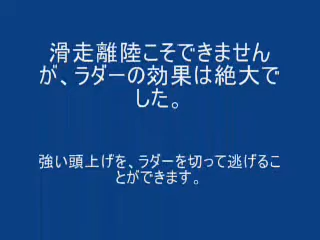 滑走離陸こそできません
が、ラダーの効果は絶大で
した。
強い頭上げを、ラダーを切って逃げるこ
とができます。